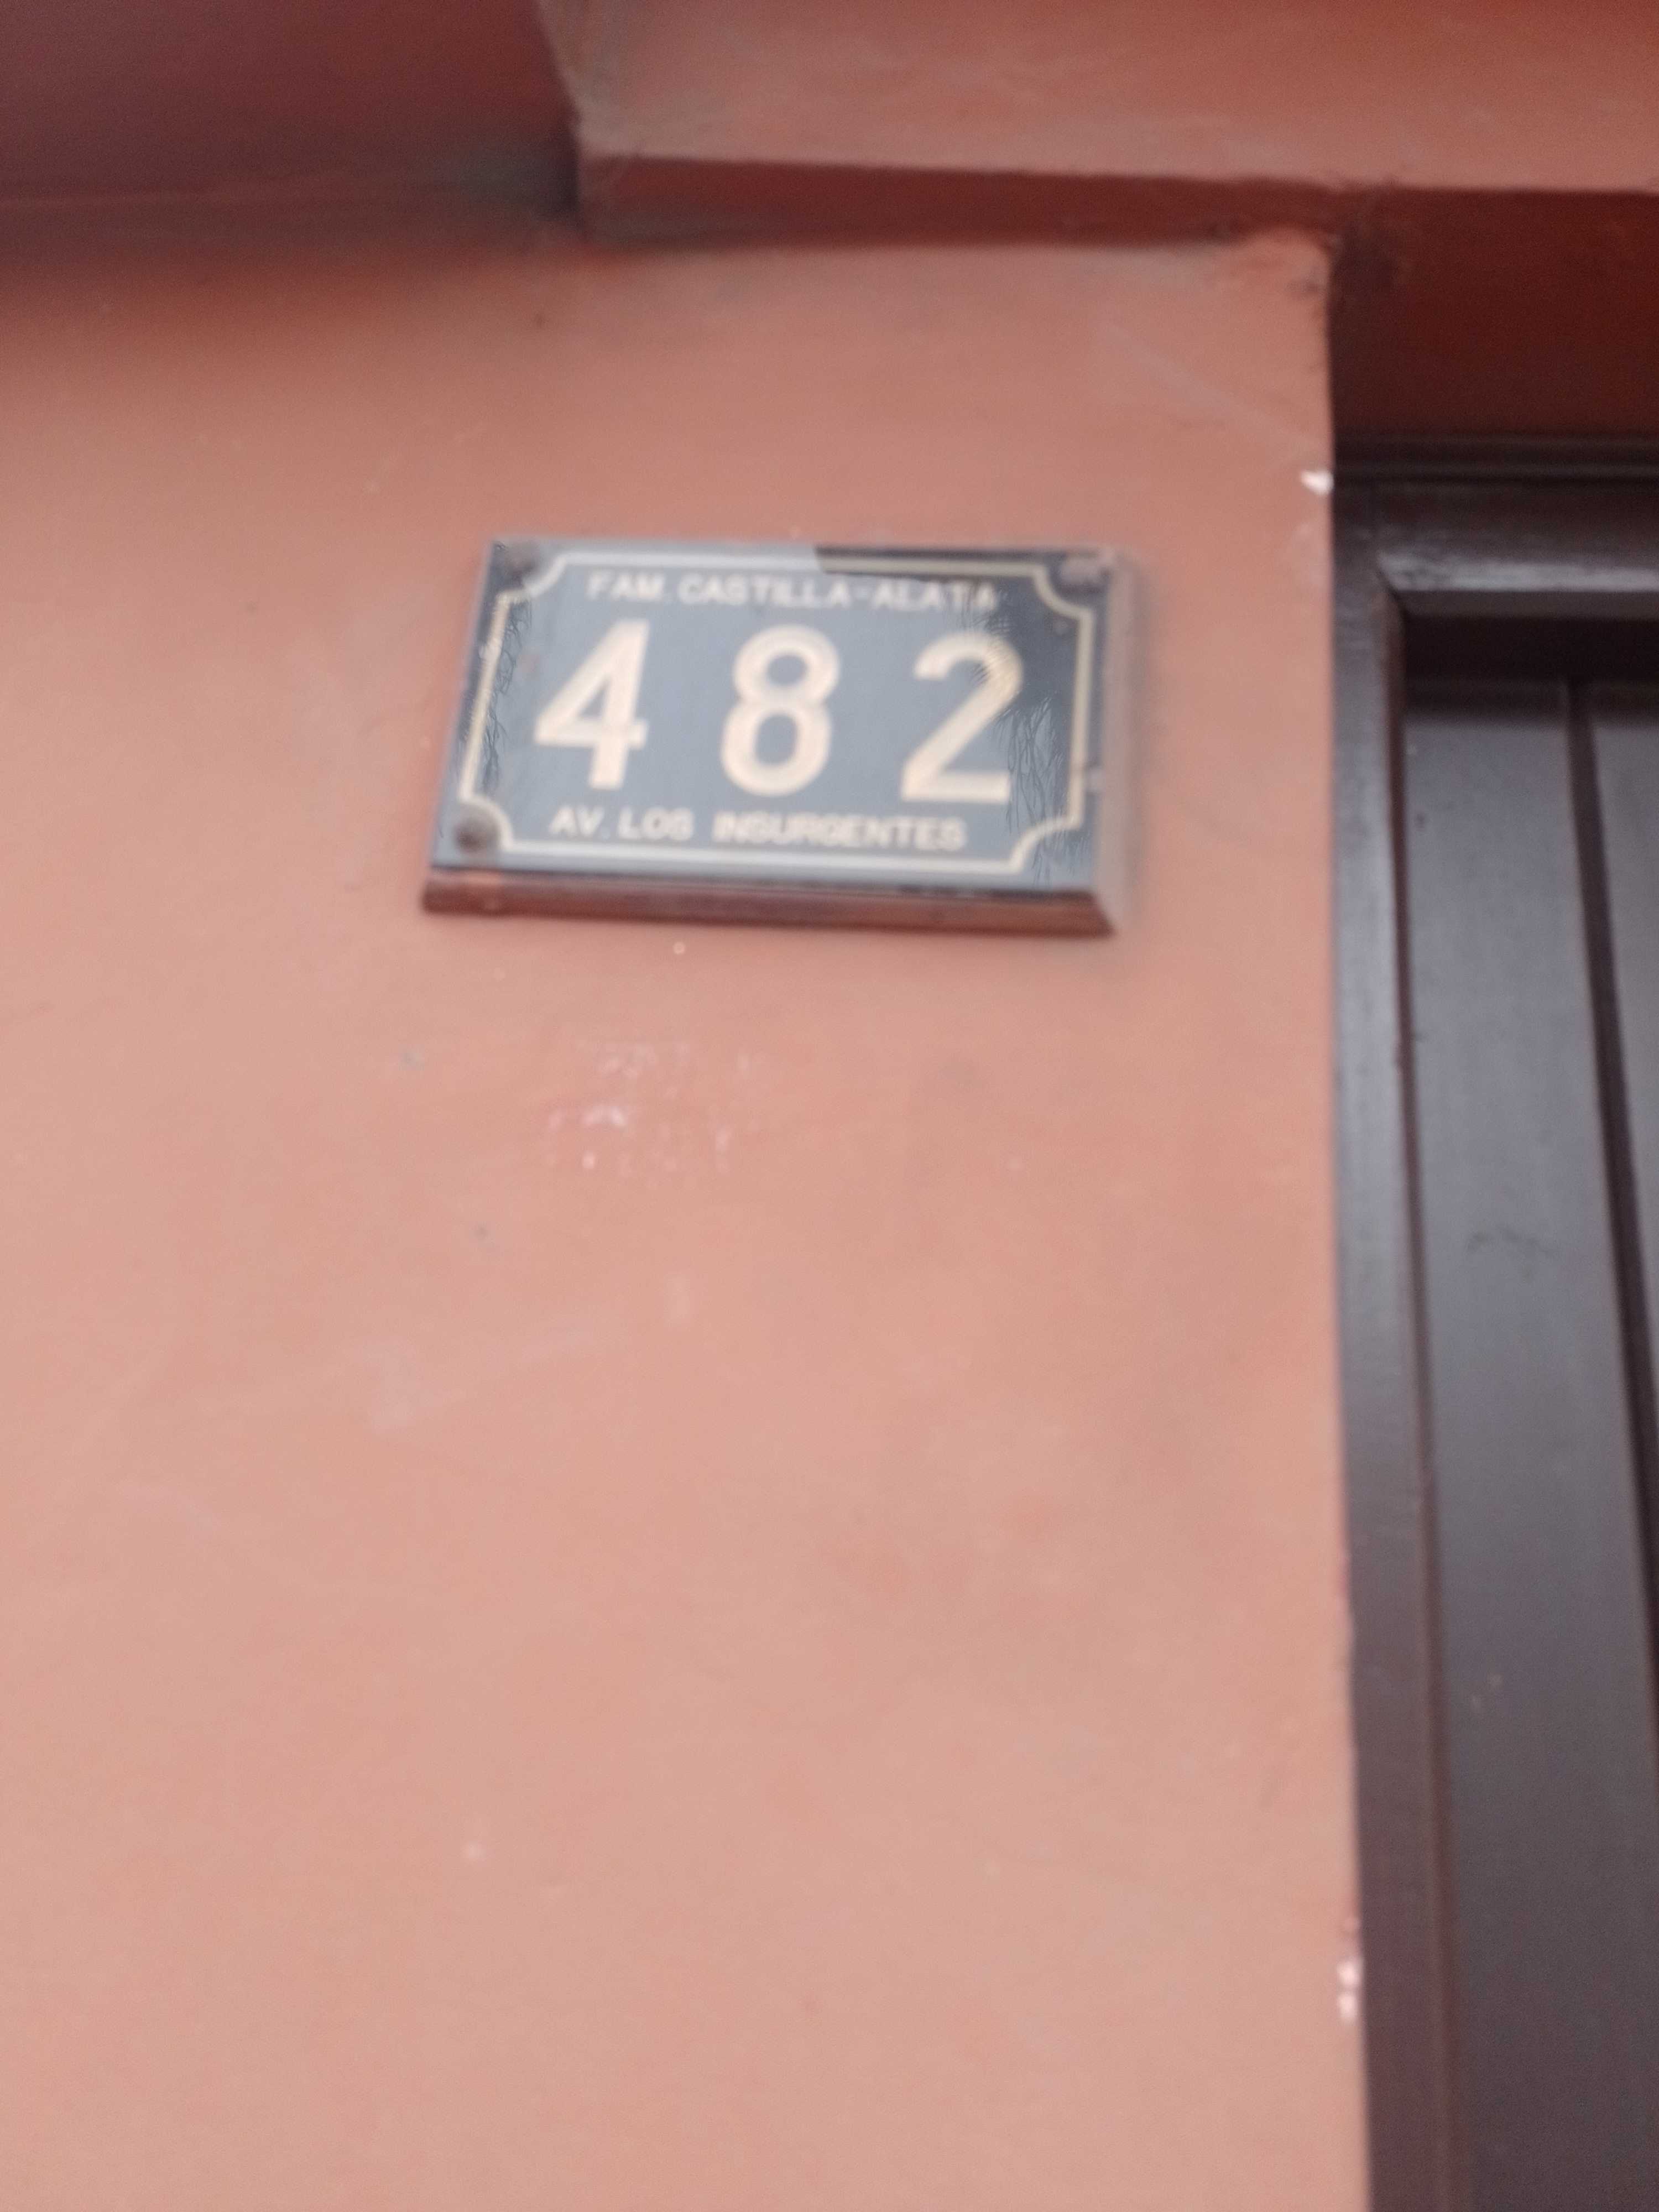 FAM. CASTILLA-ALATA
482
AV. LOS INSURGENTES